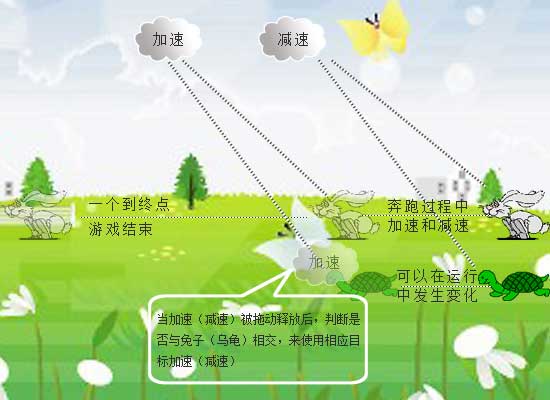 加速
减速
一个到终点
游戏结束
奔跑过程中
加速和减速
加速
可以在运行
中发生变化
当加速（减速）被拖动释放后，判断是
否与兔子（乌龟）相交，来使用相应目
标加速（减速）